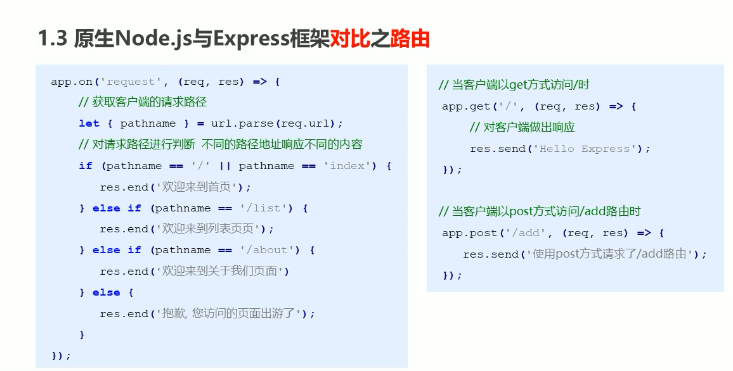 1.3 原生Node.js与Express框架对比之路由
app.on('request', (req, res) => {
// 获取客户端的请求路径
let { pathname } = url.parse(req.url);
// 对请求路径进行判断 不同的路径地址响应不同的内容
if (pathname == '/' || pathname == 'index') {
res.end('欢迎来到首页');
} else if (pathname == '/list') {
res.end('欢迎来到列表页页');
} else if (pathname == '/about') {
res.end('欢迎来到关于我们页面')
} else {
res.end('抱歉, 您访问的页面出游了');
}
});
// 当客户端以get方式访问/时
app.get('/', (req, res) => {
// 对客户端做出响应
res.send('Hello Express');
});
// 当客户端以post方式访问/add路由时
app.post('/add', (req, res) => {
res.send('使用post方式请求了/add路由');
});